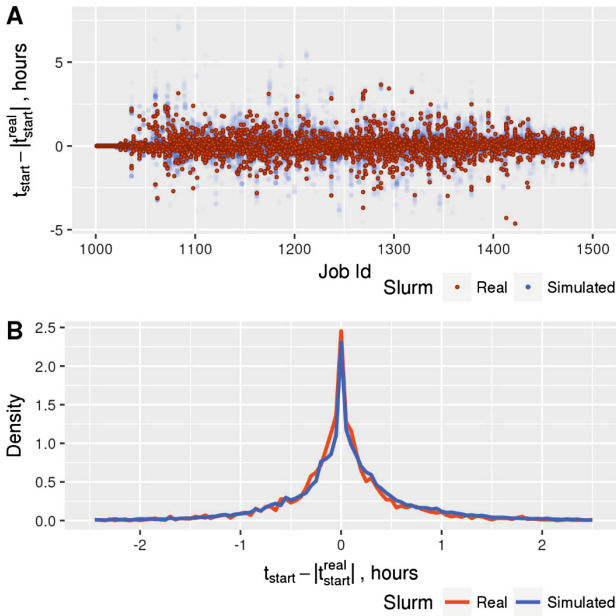 A
t_start − |t_start^real| , hours
5
0
-5
1000 1100 1200 1300 1400 1500
Job Id
Slurm Real Simulated
B
Density
2.5
2.0
1.5
1.0
0.5
0.0
-2 -1 0 1 2
t_start − |t_start^real| , hours
Slurm Real Simulated